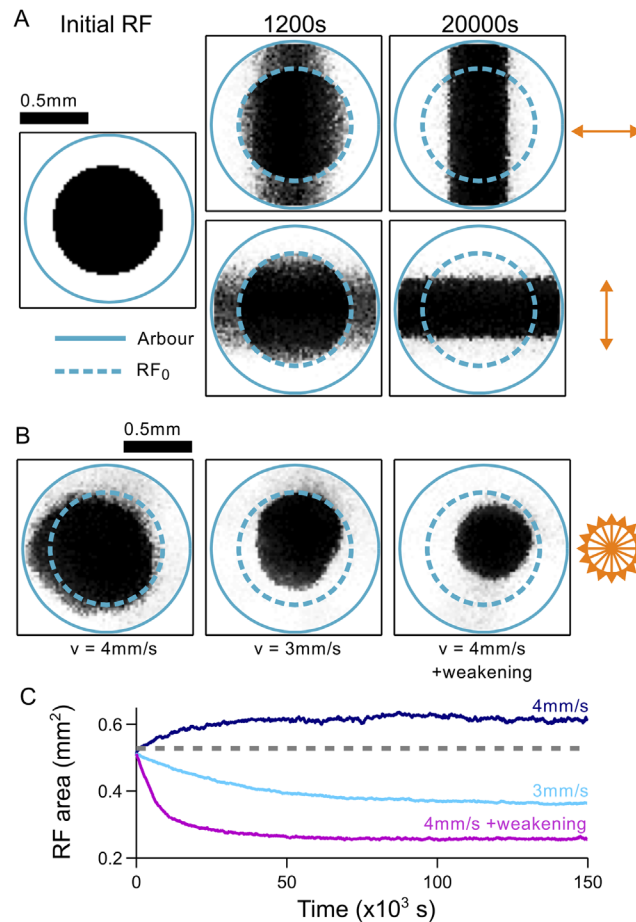 A
Initial RF
1200s
20000s
0.5mm
Arbour
RF₀
B
0.5mm
v = 4mm/s
v = 3mm/s
v = 4mm/s
+weakening
C
RF area (mm²)
0.6
0.4
0.2
4mm/s
3mm/s
4mm/s +weakening
0
50
100
150
Time (x10³ s)